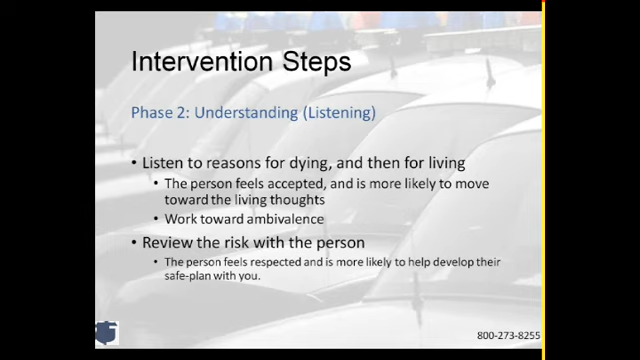 Intervention Steps
Phase 2: Understanding (Listening)
• Listen to reasons for dying, and then for living
• The person feels accepted, and is more likely to move
toward the living thoughts
• Work toward ambivalence
• Review the risk with the person
• The person feels respected and is more likely to help develop their
safe-plan with you.
800-273-8255